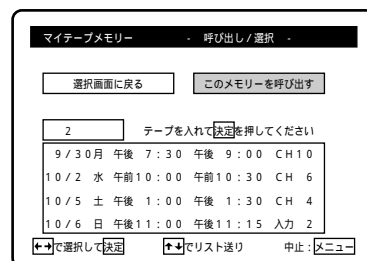 マイテープメモリー - 呼び出し/選択 -
選択画面に戻る このメモリーを呼び出す
2 テープを入れて決定を押してください
9/30月 午後 7:30 午後 9:00 CH10
10/2 水 午前10:00 午前10:30 CH 6
10/5 土 午後 1:00 午後 1:30 CH 4
10/6 日 午後11:00 午後11:15 入力 2
←→で選択して決定 ↑↓でリスト送り 中止:メニュー